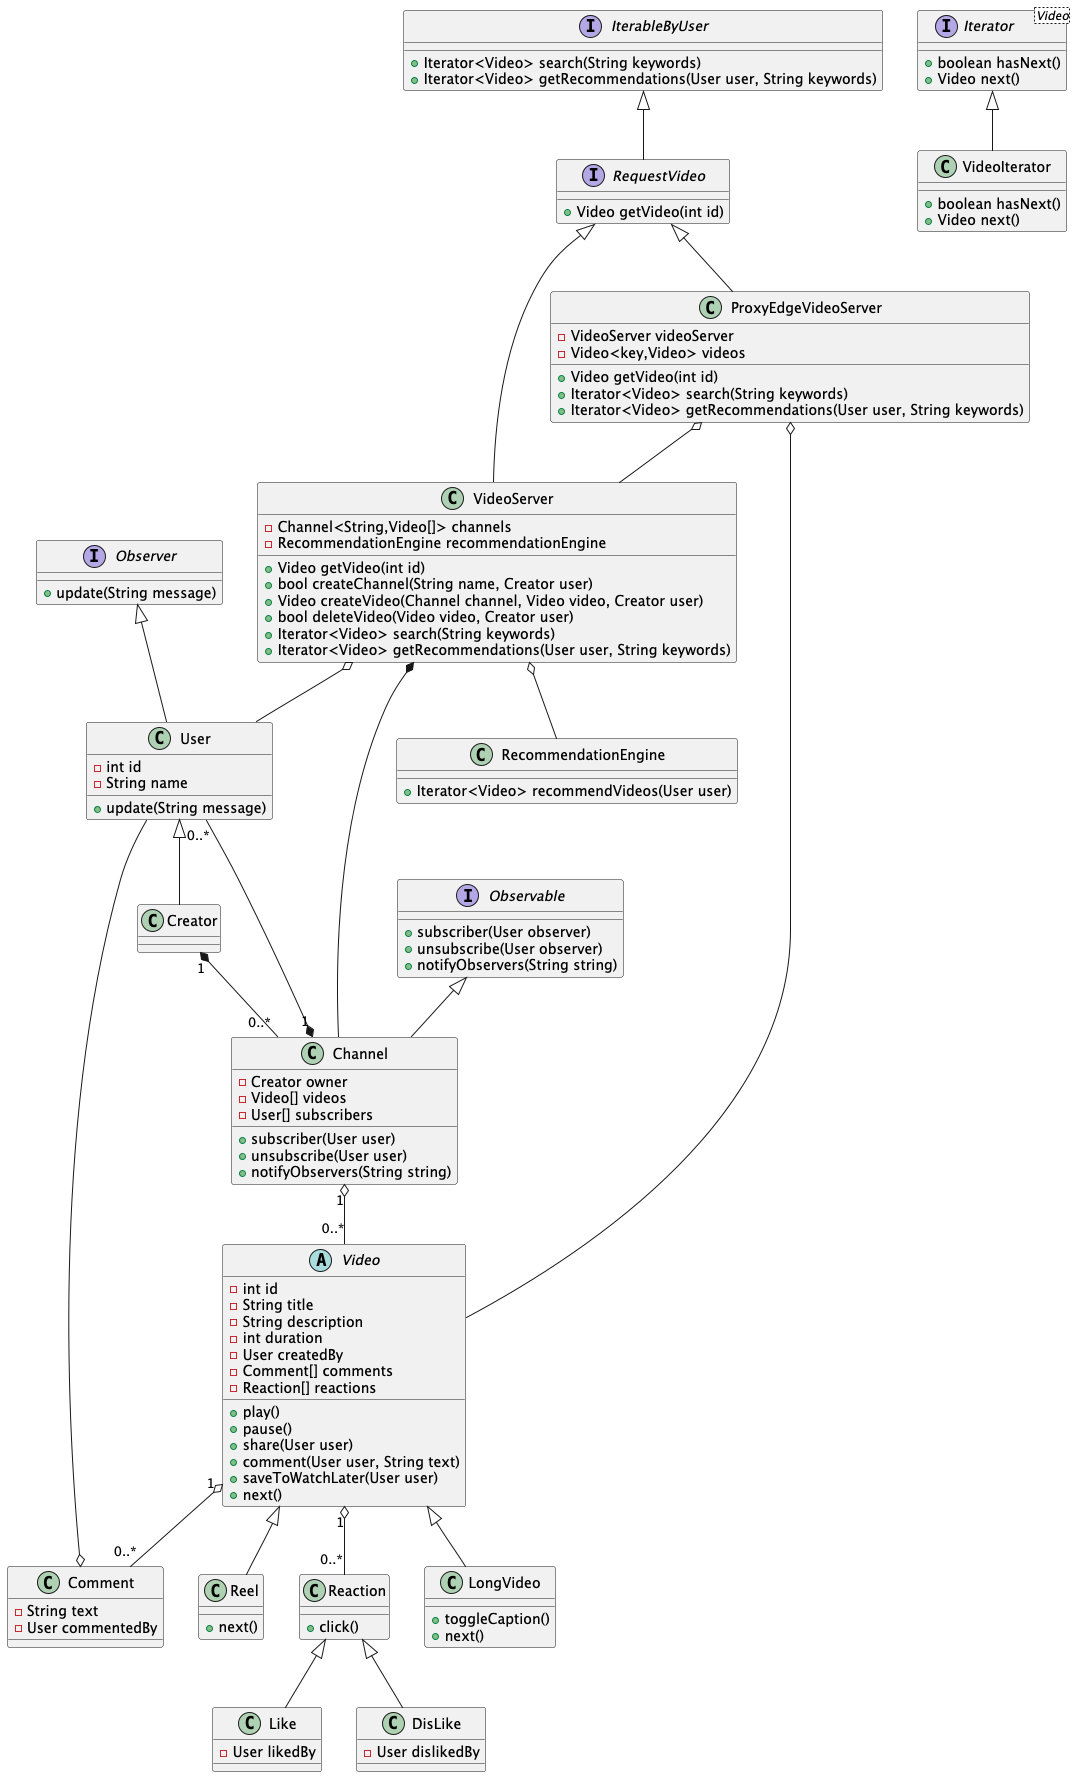 I IterableByUser
Iterator<Video> search(String keywords)
Iterator<Video> getRecommendations(User user, String keywords)
I Iterator
Video
boolean hasNext()
Video next()
I RequestVideo
Video getVideo(int id)
C VideoIterator
boolean hasNext()
Video next()
C ProxyEdgeVideoServer
VideoServer videoServer
Video<key,Video> videos
Video getVideo(int id)
Iterator<Video> search(String keywords)
Iterator<Video> getRecommendations(User user, String keywords)
C VideoServer
Channel<String,Video[]> channels
RecommendationEngine recommendationEngine
Video getVideo(int id)
bool createChannel(String name, Creator user)
Video createVideo(Channel channel, Video video, Creator user)
bool deleteVideo(Video video, Creator user)
Iterator<Video> search(String keywords)
Iterator<Video> getRecommendations(User user, String keywords)
I Observer
update(String message)
C User
int id
String name
update(String message)
C RecommendationEngine
Iterator<Video> recommendVideos(User user)
0..*
C Creator
1
I Observable
subscriber(User observer)
unsubscribe(User observer)
notifyObservers(String string)
0..*
1
C Channel
Creator owner
Video[] videos
User[] subscribers
subscriber(User user)
unsubscribe(User user)
notifyObservers(String string)
1
0..*
A Video
int id
String title
String description
int duration
User createdBy
Comment[] comments
Reaction[] reactions
play()
pause()
share(User user)
comment(User user, String text)
saveToWatchLater(User user)
next()
1
0..*
1
0..*
C Comment
String text
User commentedBy
C Reel
next()
C Reaction
click()
C LongVideo
toggleCaption()
next()
C Like
User likedBy
C DisLike
User dislikedBy